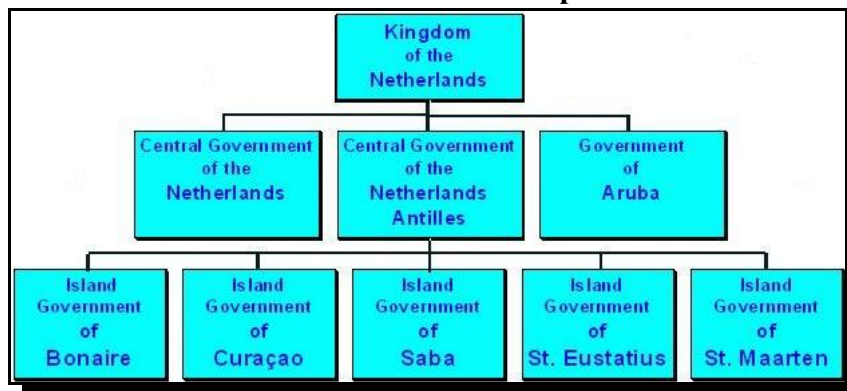 Kingdom
of the
Netherlands
Central Government
of the
Netherlands
Central Government
of the
Netherlands
Antilles
Government
of
Aruba
Island
Government
of
Bonaire
Island
Government
of
Curaçao
Island
Government
of
Saba
Island
Government
of
St. Eustatius
Island
Government
of
St. Maarten